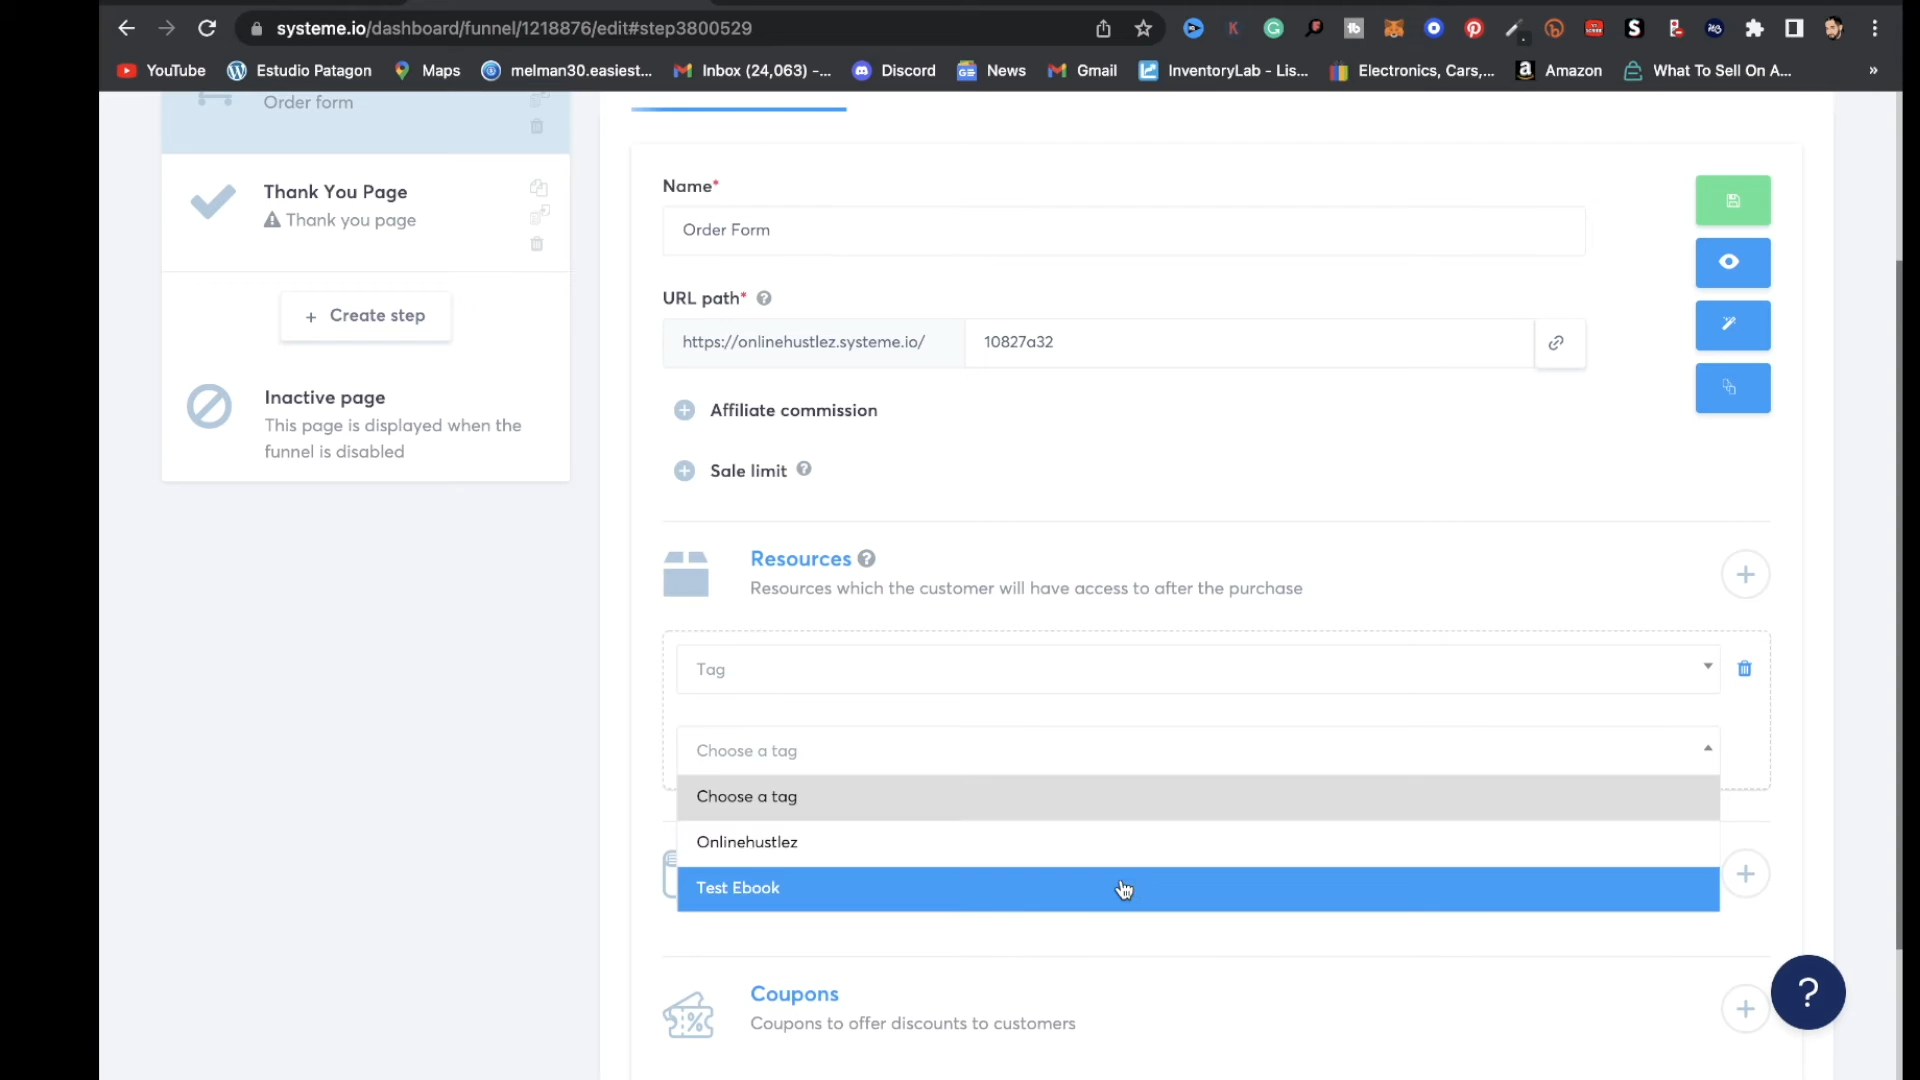 systeme.io/dashboard/funnel/1218876/edit#step3800529
YouTube
Estudio Patagon
Maps
melman30.easiest...
Inbox (24,063) -...
Discord
News
Gmail
InventoryLab - Lis...
Electronics, Cars,...
Amazon
What To Sell On A...
»
Order form
Thank You Page
Thank you page
+ Create step
Inactive page
This page is displayed when the
funnel is disabled
Name*
Order Form
URL path* ?
https://onlinehustlez.systeme.io/
10827a32
Affiliate commission
Sale limit ?
Resources ?
Resources which the customer will have access to after the purchase
Tag
Choose a tag
Choose a tag
Onlinehustlez
Test Ebook
Coupons
Coupons to offer discounts to customers
?